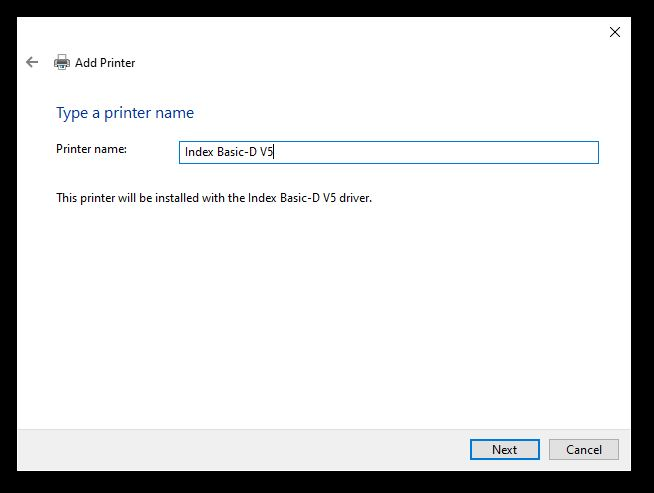 Add Printer
Type a printer name
Printer name: Index Basic-D V5
This printer will be installed with the Index Basic-D V5 driver.
Next Cancel